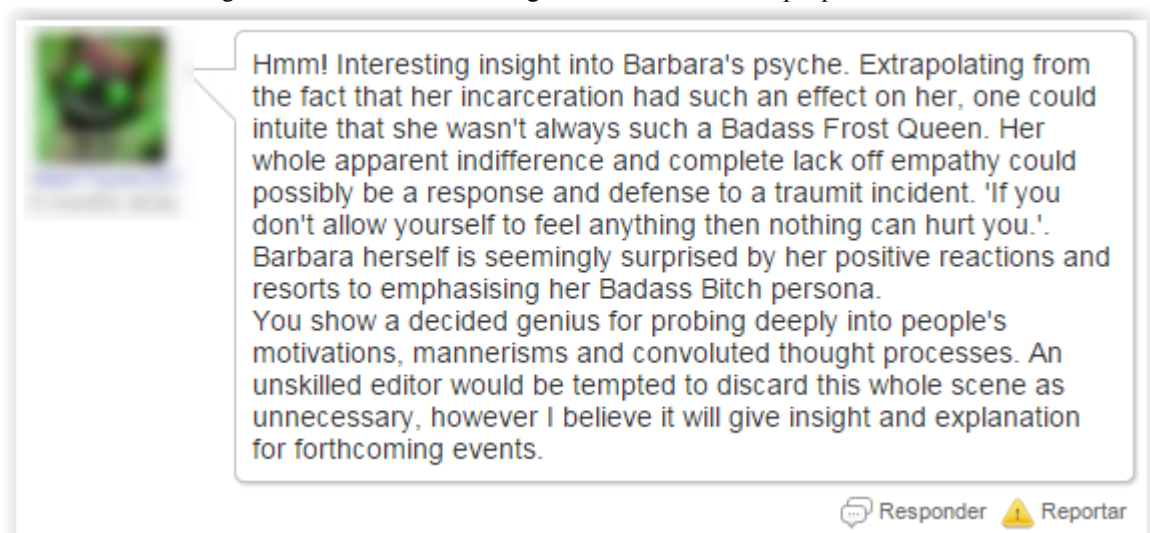 Hmm! Interesting insight into Barbara's psyche. Extrapolating from
the fact that her incarceration had such an effect on her, one could
intuite that she wasn't always such a Badass Frost Queen. Her
whole apparent indifference and complete lack off empathy could
possibly be a response and defense to a traumit incident. 'If you
don't allow yourself to feel anything then nothing can hurt you.'.
Barbara herself is seemingly surprised by her positive reactions and
resorts to emphasising her Badass Bitch persona.
You show a decided genius for probing deeply into people's
motivations, mannerisms and convoluted thought processes. An
unskilled editor would be tempted to discard this whole scene as
unnecessary, however I believe it will give insight and explanation
for forthcoming events.
Responder Reportar